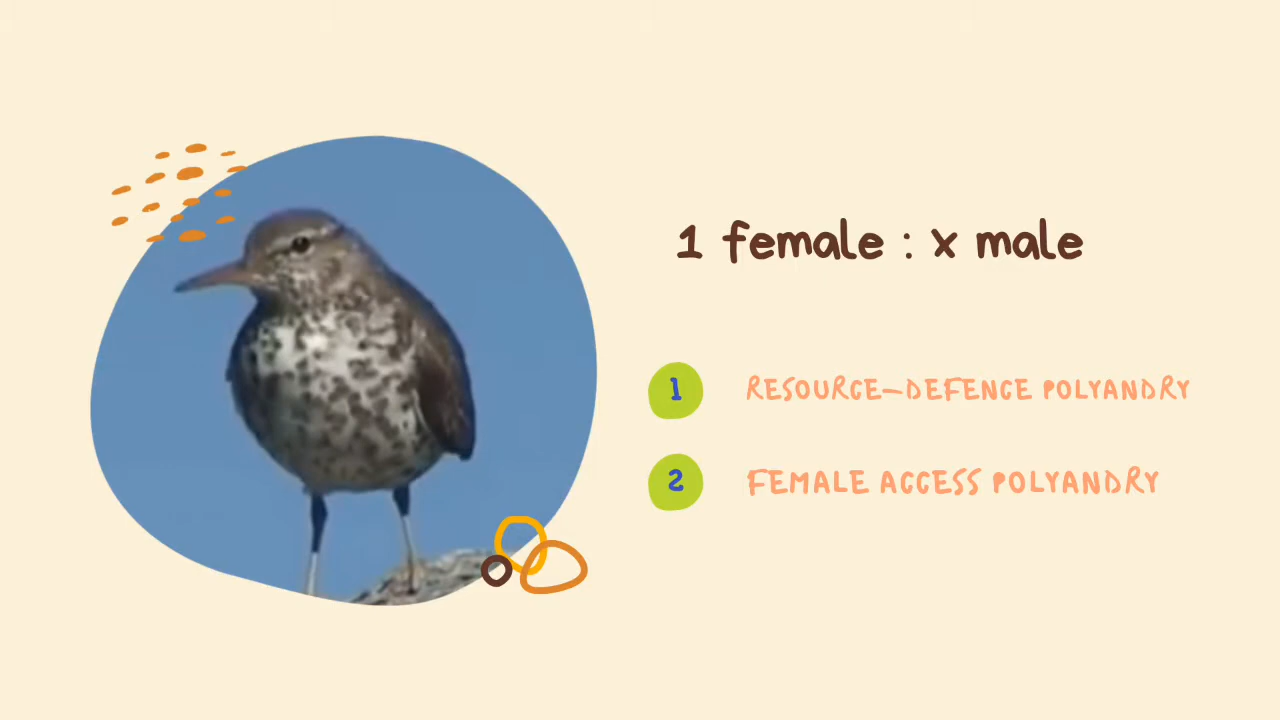 1 female : x male
1 RESOURCE-DEFENCE POLYANDRY
2 FEMALE ACCESS POLYANDRY